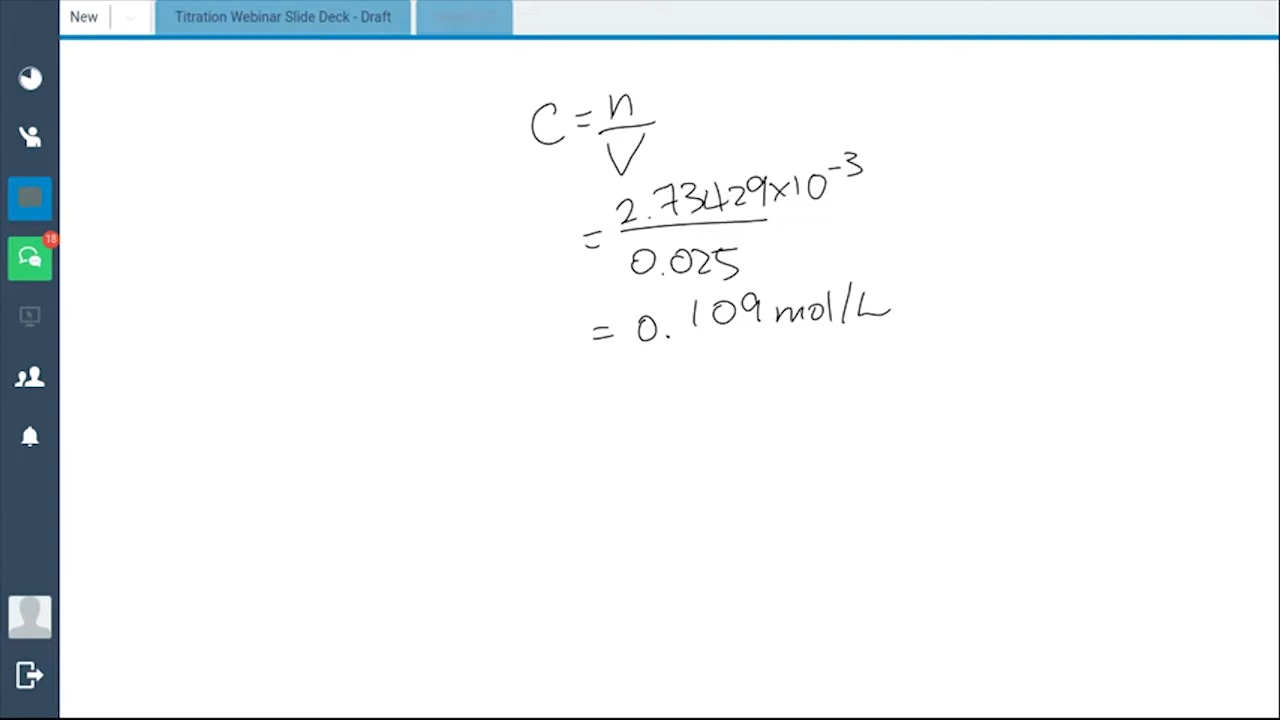 New
Titration Webinar Slide Deck - Draft
C = n
V
= 2.73429×10⁻³
0.025
= 0.109 mol/L
18